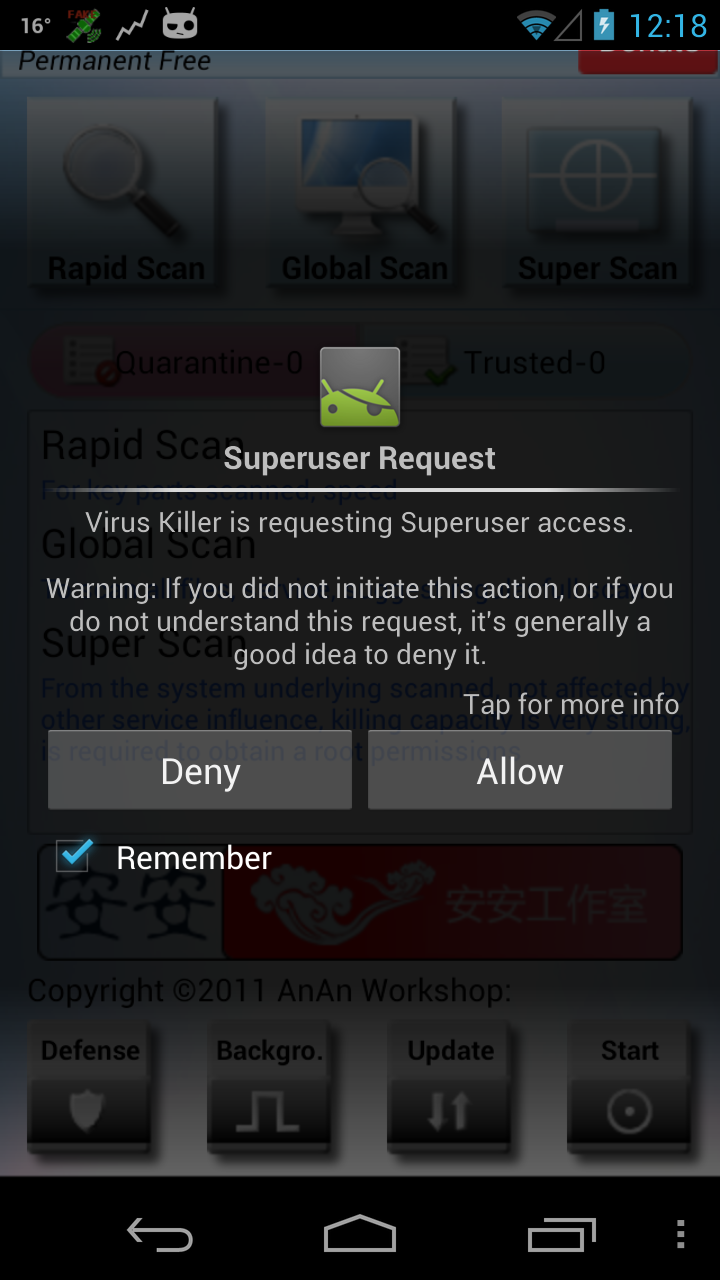 16°
FAKE
12:18
Permanent Free
Donate
Rapid Scan
Global Scan
Super Scan
Quarantine-0
Trusted-0
Rapid Scan
For key parts scanned, speed
Superuser Request
Virus Killer is requesting Superuser access.
Global Scan
Warning: If you did not initiate this action, or if you
do not understand this request, it's generally a
good idea to deny it.
Super Scan
From the system underlying scanned, not affected by
Tap for more info
other service influence, killing capacity is very strong,
is required to obtain a root permissions
Deny
Allow
Remember
安安
安安工作室
Copyright ©2011 AnAn Workshop:
Defense
Backgro.
Update
Start